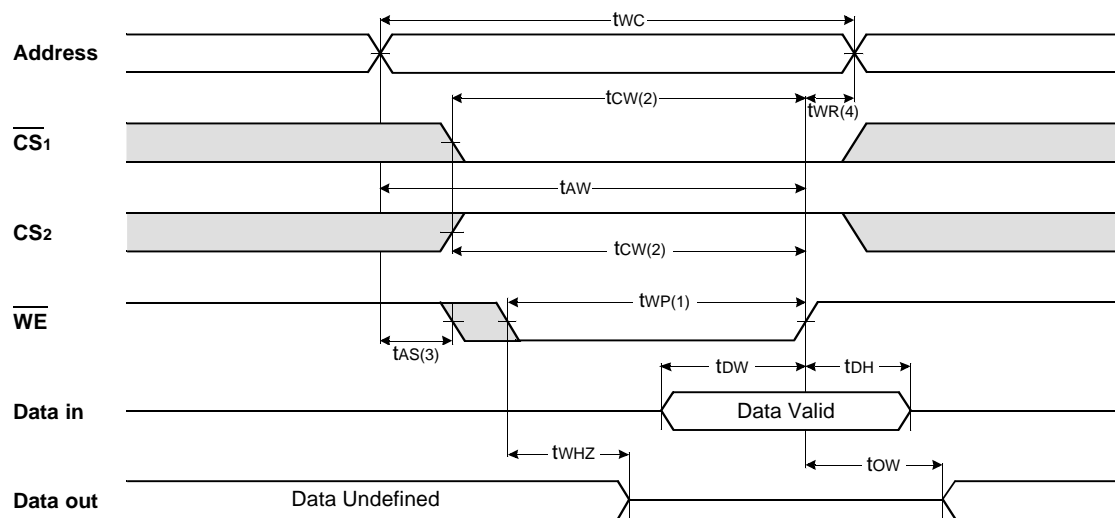 tWC
Address
tCW(2)
tWR(4)
CS1
tAW
CS2
tCW(2)
WE
tWP(1)
tAS(3)
tDW
tDH
Data in
Data Valid
tWHZ
tOW
Data out
Data Undefined